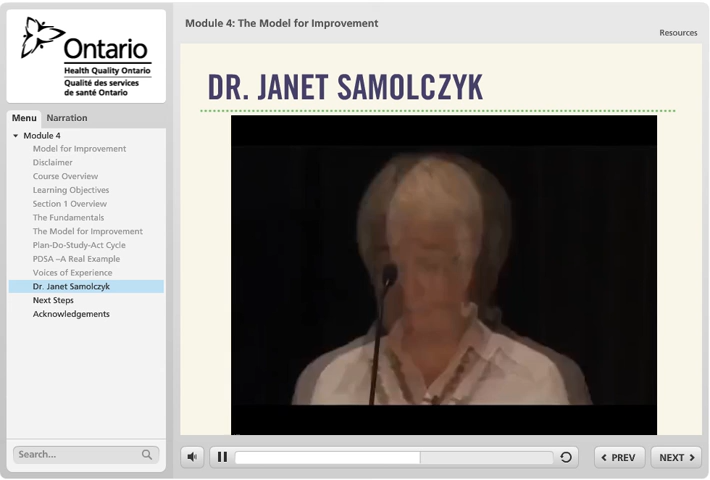 Ontario
Health Quality Ontario
Qualité des services
de santé Ontario
Module 4: The Model for Improvement
Resources
Menu Narration
Module 4
Model for Improvement
Disclaimer
Course Overview
Learning Objectives
Section 1 Overview
The Fundamentals
The Model for Improvement
Plan-Do-Study-Act Cycle
PDSA –A Real Example
Voices of Experience
Dr. Janet Samolczyk
Next Steps
Acknowledgements
Search...
DR. JANET SAMOLCZYK
PREV
NEXT